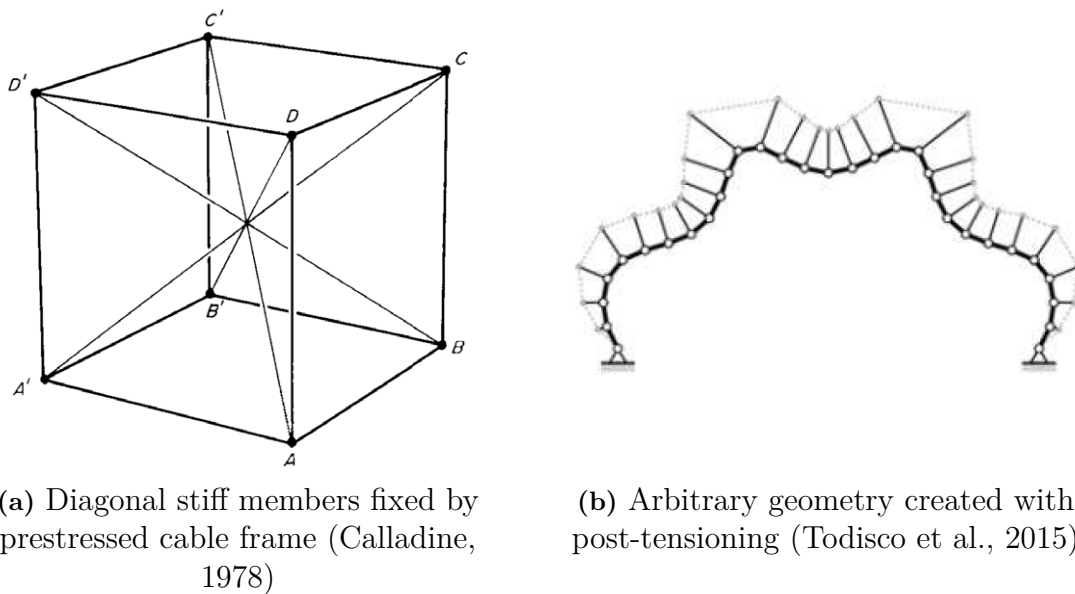 C'
C
D'
D
B'
B
A'
A
(a) Diagonal stiff members fixed by
prestressed cable frame (Calladine,
1978)
(b) Arbitrary geometry created with
post-tensioning (Todisco et al., 2015)